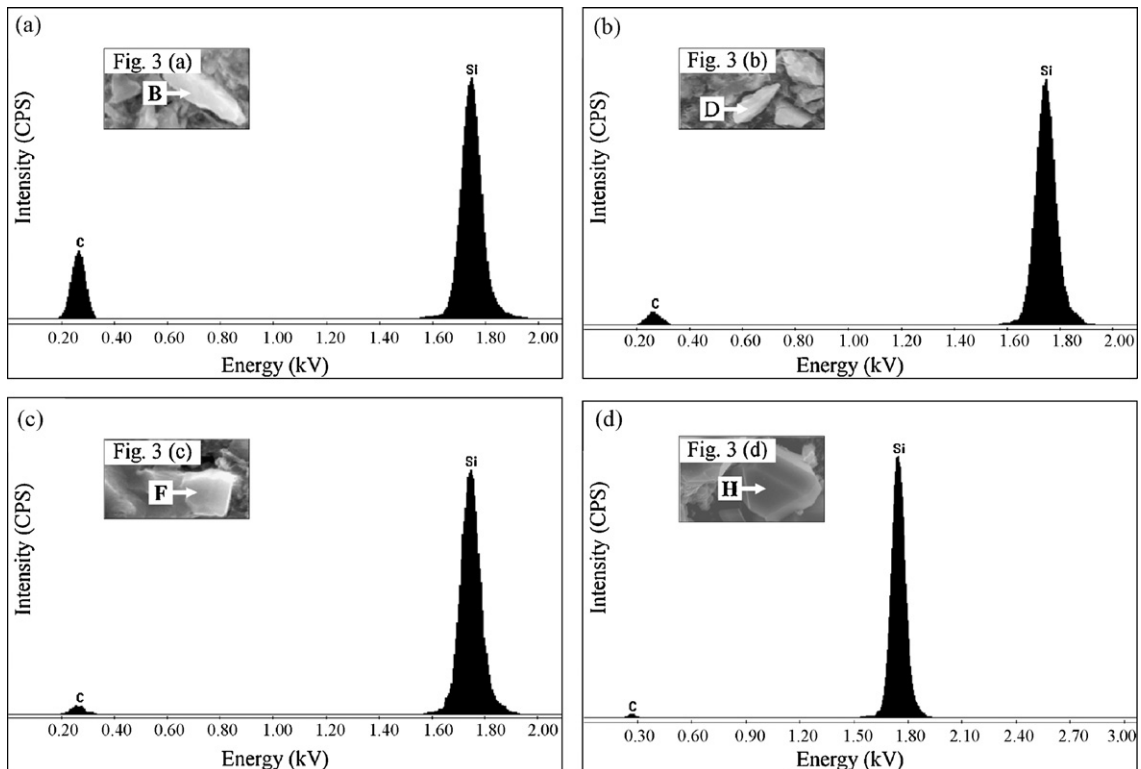 (a)
Fig. 3 (a)
B
Si
C
Intensity (CPS)
0.20 0.40 0.60 0.80 1.00 1.20 1.40 1.60 1.80 2.00
Energy (kV)
(b)
Fig. 3 (b)
D
Si
C
Intensity (CPS)
0.20 0.40 0.60 0.80 1.00 1.20 1.40 1.60 1.80 2.00
Energy (kV)
(c)
Fig. 3 (c)
F
Si
C
Intensity (CPS)
0.20 0.40 0.60 0.80 1.00 1.20 1.40 1.60 1.80 2.00
Energy (kV)
(d)
Fig. 3 (d)
H
Si
C
Intensity (CPS)
0.30 0.60 0.90 1.20 1.50 1.80 2.10 2.40 2.70 3.00
Energy (kV)